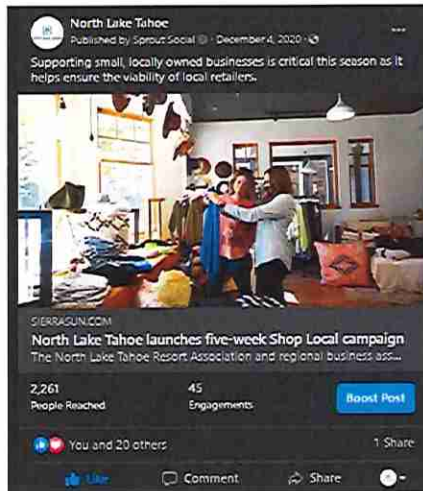 North Lake Tahoe
Published by Sprout Social · December 4, 2020 ·
Supporting small, locally owned businesses is critical this season as it
helps ensure the viability of local retailers.
SIERRASUN.COM
North Lake Tahoe launches five-week Shop Local campaign
The North Lake Tahoe Resort Association and regional business ass...
2,261
People Reached
45
Engagements
Boost Post
You and 20 others
1 Share
Like
Comment
Share